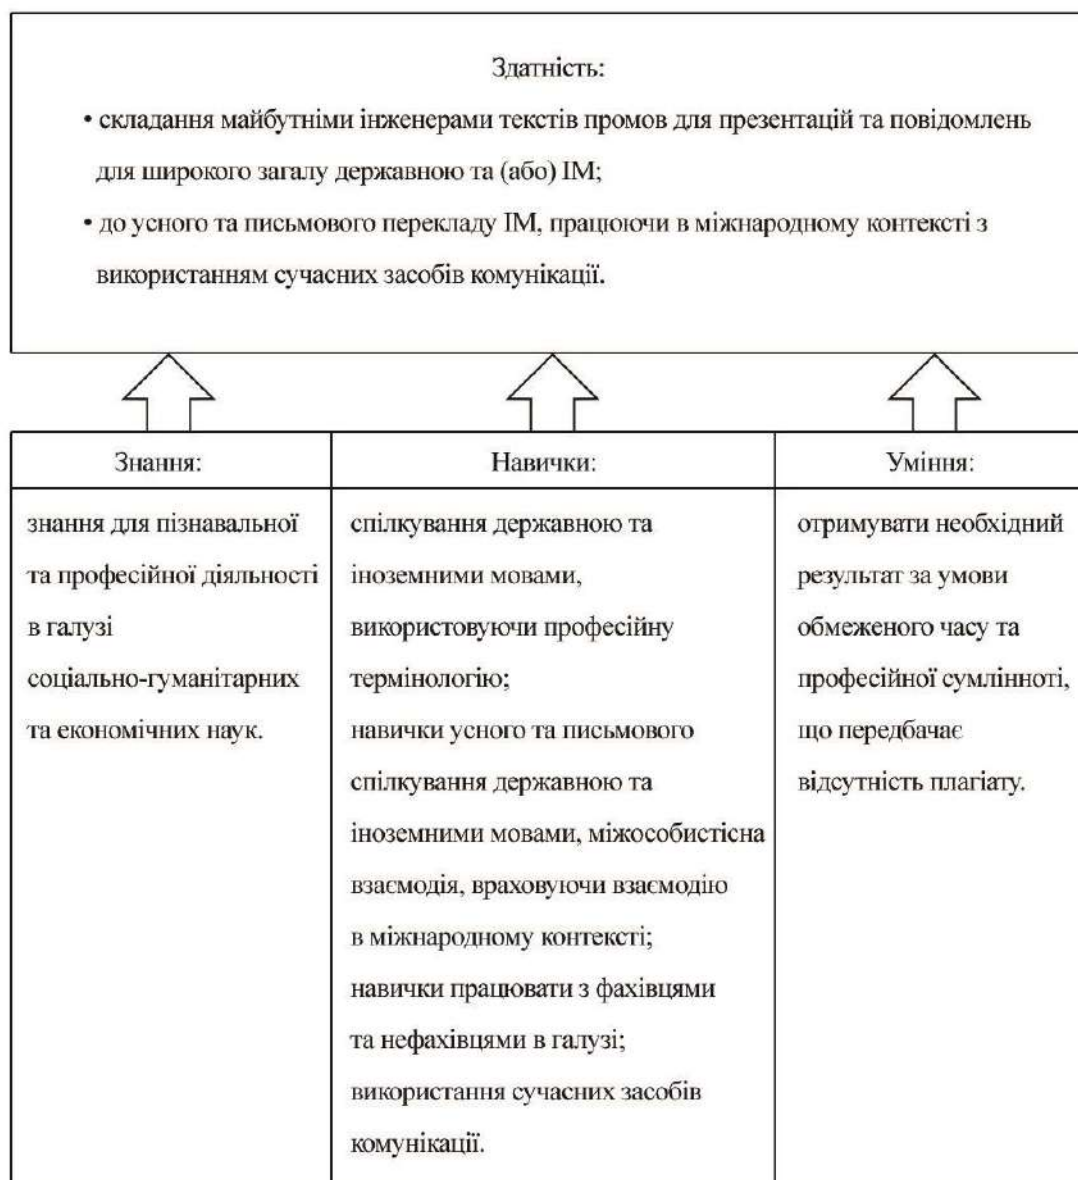 Здатність:
• складання майбутніми інженерами текстів промов для презентацій та повідомлень
для широкого загалу державною та (або) ІМ;
• до усного та письмового перекладу ІМ, працюючи в міжнародному контексті з
використанням сучасних засобів комунікації.
Знання:
знання для пізнавальної
та професійної діяльності
в галузі
соціально-гуманітарних
та економічних наук.
Навички:
спілкування державною та
іноземними мовами,
використовуючи професійну
термінологію;
навички усного та письмового
спілкування державною та
іноземними мовами, міжособистісна
взаємодія, враховуючи взаємодію
в міжнародному контексті;
навички працювати з фахівцями
та нефахівцями в галузі;
використання сучасних засобів
комунікації.
Уміння:
отримувати необхідний
результат за умови
обмеженого часу та
професійної сумлінноті,
що передбачає
відсутність плагіату.